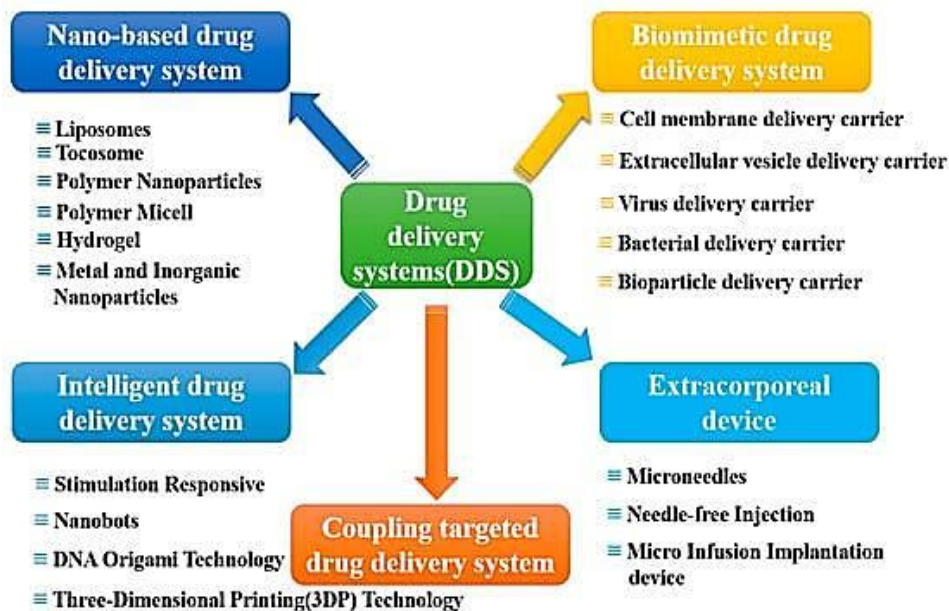 Nano-based drug
delivery system
Liposomes
Tocosome
Polymer Nanoparticles
Polymer Micell
Hydrogel
Metal and Inorganic
Nanoparticles
Biomimetic drug
delivery system
Cell membrane delivery carrier
Extracellular vesicle delivery carrier
Virus delivery carrier
Bacterial delivery carrier
Bioparticle delivery carrier
Drug
delivery
systems(DDS)
Intelligent drug
delivery system
Stimulation Responsive
Nanobots
DNA Origami Technology
Three-Dimensional Printing(3DP) Technology
Coupling targeted
drug delivery system
Extracorporeal
device
Microneedles
Needle-free Injection
Micro Infusion Implantation
device